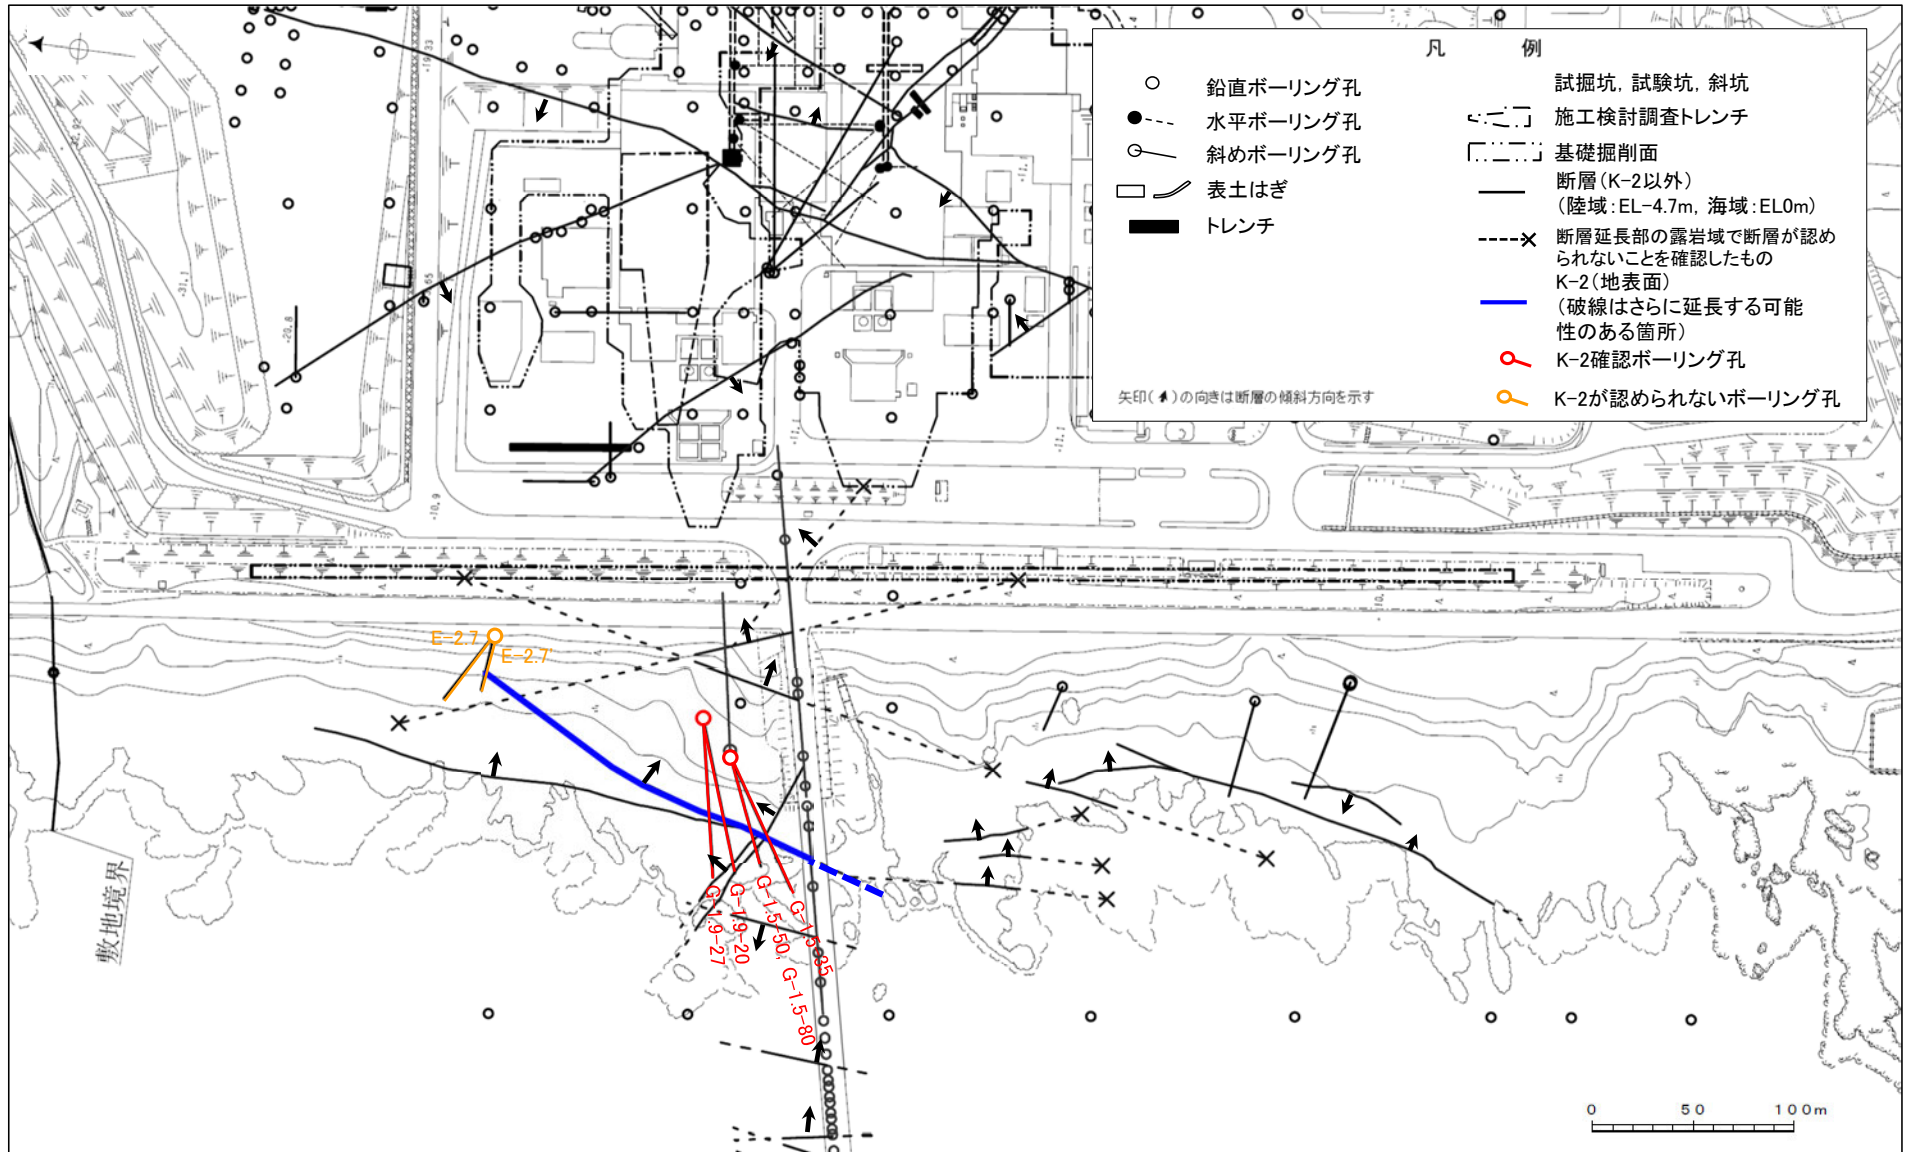 凡　　例
鉛直ボーリング孔
水平ボーリング孔
斜めボーリング孔
表土はぎ
トレンチ
矢印( )の向きは断層の傾斜方向を示す
試掘坑, 試験坑, 斜坑
施工検討調査トレンチ
基礎掘削面
断層(K-2以外)
(陸域:EL-4.7m, 海域:EL0m)
断層延長部の露岩域で断層が認め
られないことを確認したもの
K-2(地表面)
(破線はさらに延長する可能
性のある箇所)
K-2確認ボーリング孔
K-2が認められないボーリング孔
E-2.7
E-2.7'
G-1.9-27
G-1.9-20
G-1.5-50, G-1.5-80
G-1.5-35
敷地境界
0 50 100m